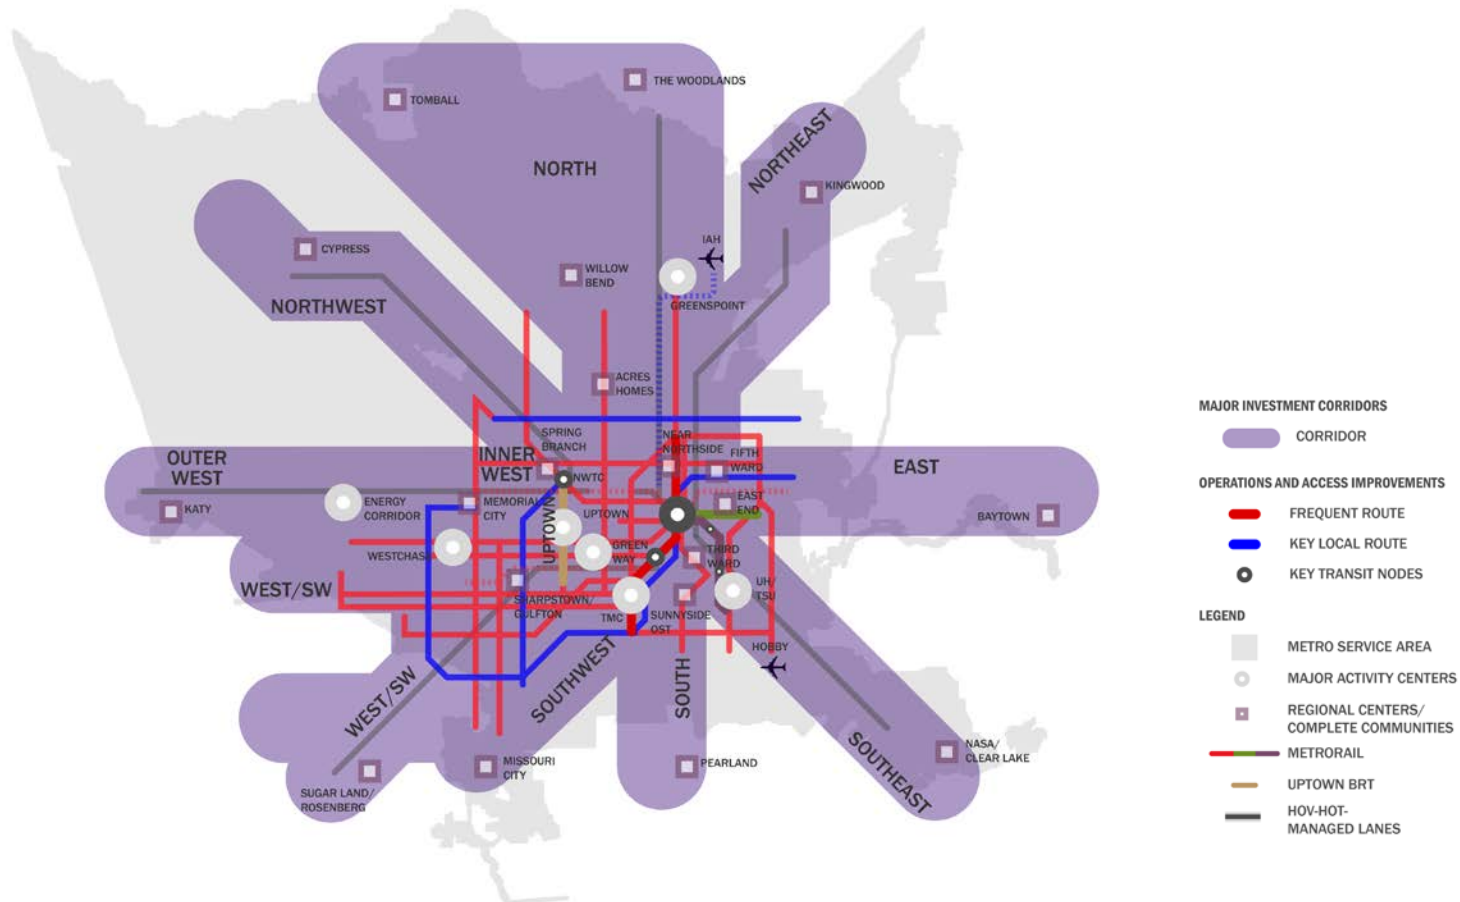 THE WOODLANDS
TOMBALL
NORTHEAST
NORTH
KINGWOOD
IAH
CYPRESS
WILLOW
BEND
NORTHWEST
GREENSPOINT
ACRES
HOMES
SPRING
BRANCH
NEAR
NORTHSIDE
INNER
WEST
FIFTH
WARD
OUTER
WEST
EAST
NWTC
ENERGY
CORRIDOR
MEMORIAL
CITY
KATY
EAST
END
BAYTOWN
UPTOWN
UPTOWN
GREEN
WAY
WESTCHASE
THIRD
WARD
WEST/SW
SHARPSTOWN/
GULFTON
UH/
TSU
TMC
SUNNYSIDE
OST
HOBBY
WEST/SW
SOUTHWEST
SOUTH
SOUTHEAST
NASA/
CLEAR LAKE
MISSOURI
CITY
PEARLAND
SUGAR LAND/
ROSENBERG
MAJOR INVESTMENT CORRIDORS
CORRIDOR
OPERATIONS AND ACCESS IMPROVEMENTS
FREQUENT ROUTE
KEY LOCAL ROUTE
KEY TRANSIT NODES
LEGEND
METRO SERVICE AREA
MAJOR ACTIVITY CENTERS
REGIONAL CENTERS/
COMPLETE COMMUNITIES
METRORAIL
UPTOWN BRT
HOV-HOT-
MANAGED LANES